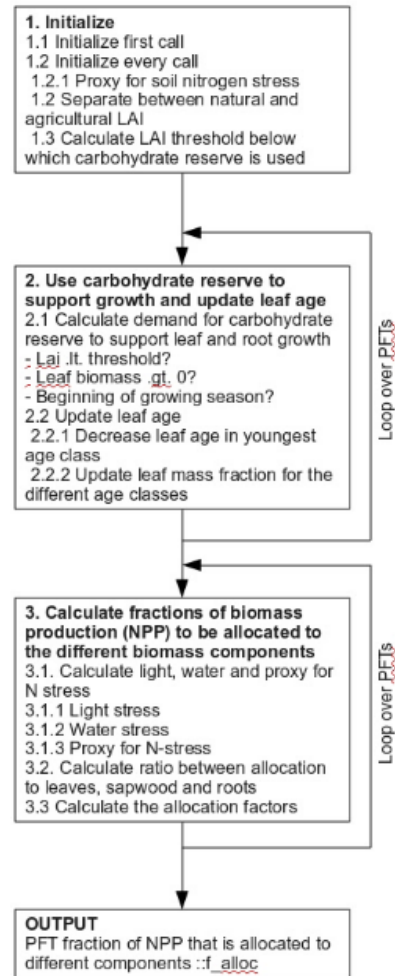 1. Initialize
1.1 Initialize first call
1.2 Initialize every call
1.2.1 Proxy for soil nitrogen stress
1.2 Separate between natural and
agricultural LAI
1.3 Calculate LAI threshold below
which carbohydrate reserve is used
2. Use carbohydrate reserve to
support growth and update leaf age
2.1 Calculate demand for carbohydrate
reserve to support leaf and root growth
- Lai .lt. threshold?
- Leaf biomass .gt. 0?
- Beginning of growing season?
2.2 Update leaf age
2.2.1 Decrease leaf age in youngest
age class
2.2.2 Update leaf mass fraction for the
different age classes
Loop over PFTs
3. Calculate fractions of biomass
production (NPP) to be allocated to
the different biomass components
3.1. Calculate light, water and proxy for
N stress
3.1.1 Light stress
3.1.2 Water stress
3.1.3 Proxy for N-stress
3.2. Calculate ratio between allocation
to leaves, sapwood and roots
3.3 Calculate the allocation factors
Loop over PFTs
OUTPUT
PFT fraction of NPP that is allocated to
different components ::f_alloc